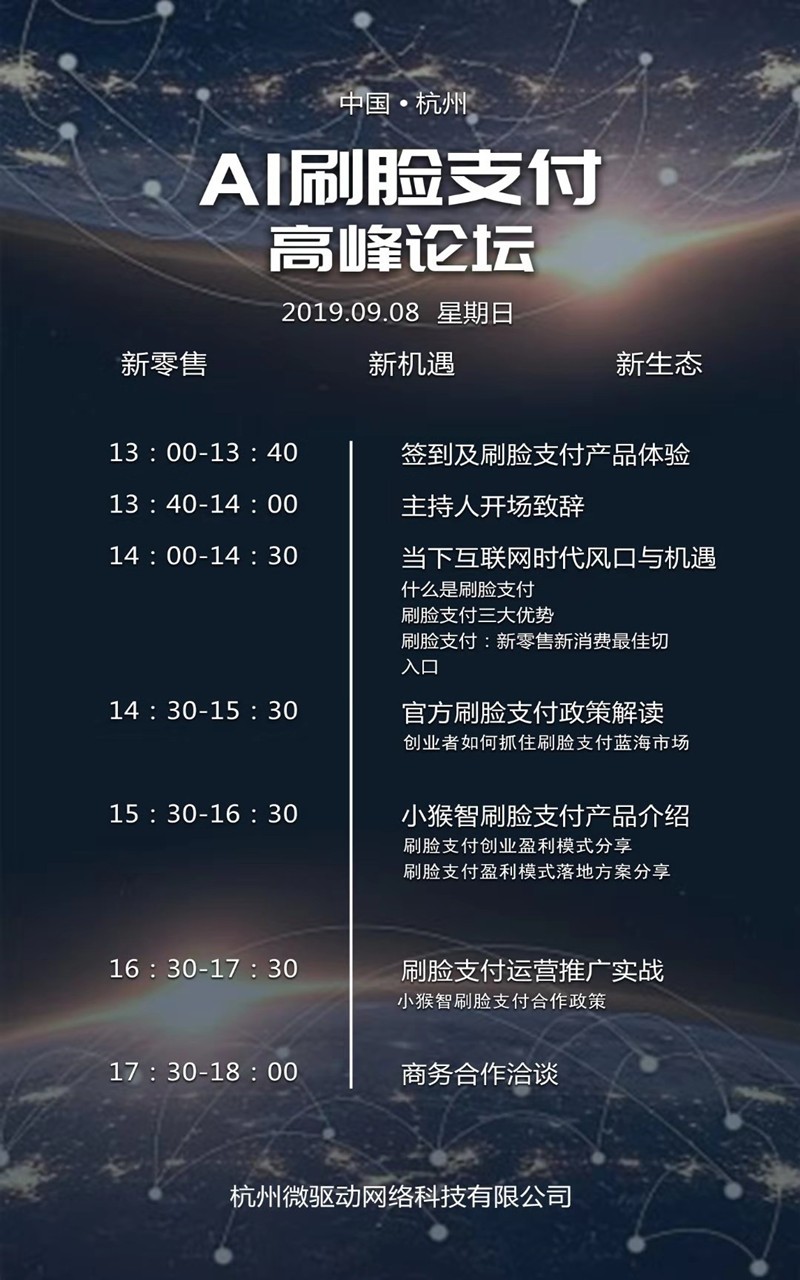 中国•杭州
AI刷脸支付
高峰论坛
2019.09.08 星期日
新零售 新机遇 新生态
13：00-13：40 签到及刷脸支付产品体验
13：40-14：00 主持人开场致辞
14：00-14：30 当下互联网时代风口与机遇
什么是刷脸支付
刷脸支付三大优势
刷脸支付：新零售新消费最佳切
入口
14：30-15：30 官方刷脸支付政策解读
创业者如何抓住刷脸支付蓝海市场
15：30-16：30 小猴智刷脸支付产品介绍
刷脸支付创业盈利模式分享
刷脸支付盈利模式落地方案分享
16：30-17：30 刷脸支付运营推广实战
小猴智刷脸支付合作政策
17：30-18：00 商务合作洽谈
杭州微驱动网络科技有限公司